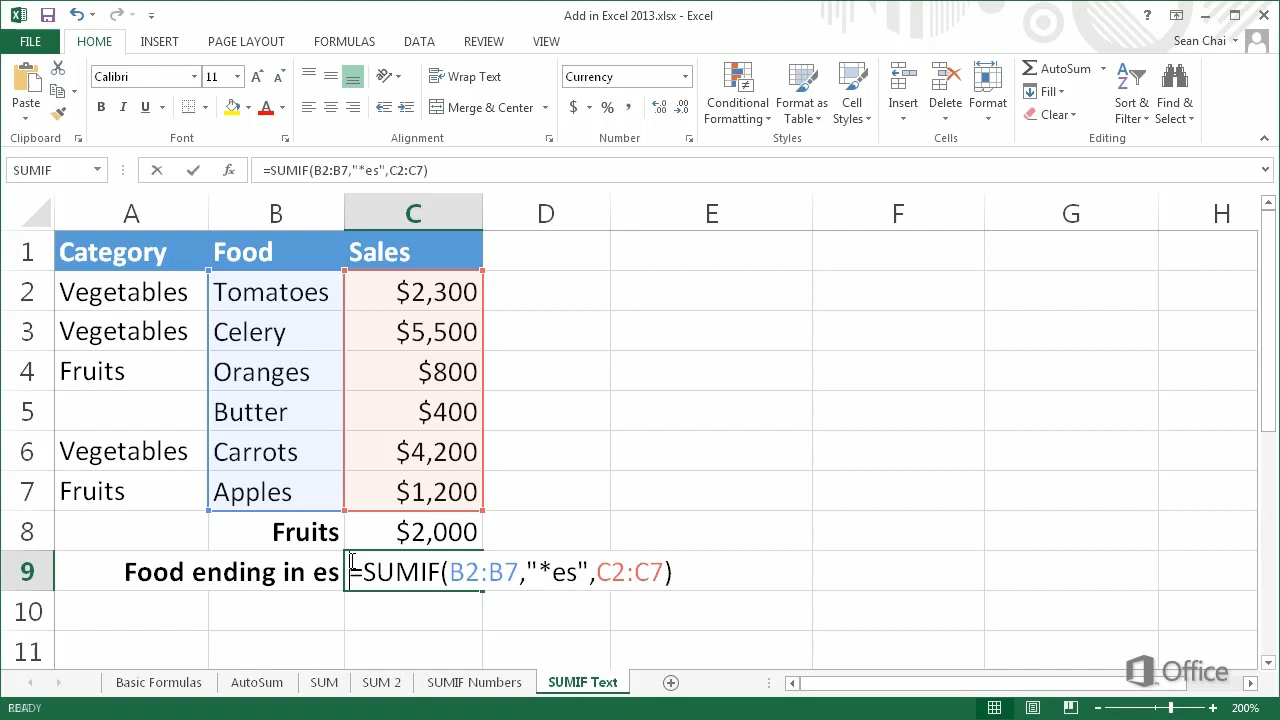 Add in Excel 2013.xlsx - Excel
?
FILE HOME INSERT PAGE LAYOUT FORMULAS DATA REVIEW VIEW Sean Chai
Paste
Calibri 11
B I U
Wrap Text
Merge & Center
Currency
$ % ,
Conditional Formatting
Format as Table
Cell Styles
Insert Delete Format
AutoSum
Fill
Clear
Sort & Filter
Find & Select
Clipboard Font Alignment Number Styles Cells Editing
SUMIF fx =SUMIF(B2:B7,"*es",C2:C7)
A B C D E F G H
1 Category Food Sales
2 Vegetables Tomatoes $2,300
3 Vegetables Celery $5,500
4 Fruits Oranges $800
5 Butter $400
6 Vegetables Carrots $4,200
7 Fruits Apples $1,200
8 Fruits $2,000
9 Food ending in es =SUMIF(B2:B7,"*es",C2:C7)
10
11
Basic Formulas AutoSum SUM SUM 2 SUMIF Numbers SUMIF Text
Office
200%